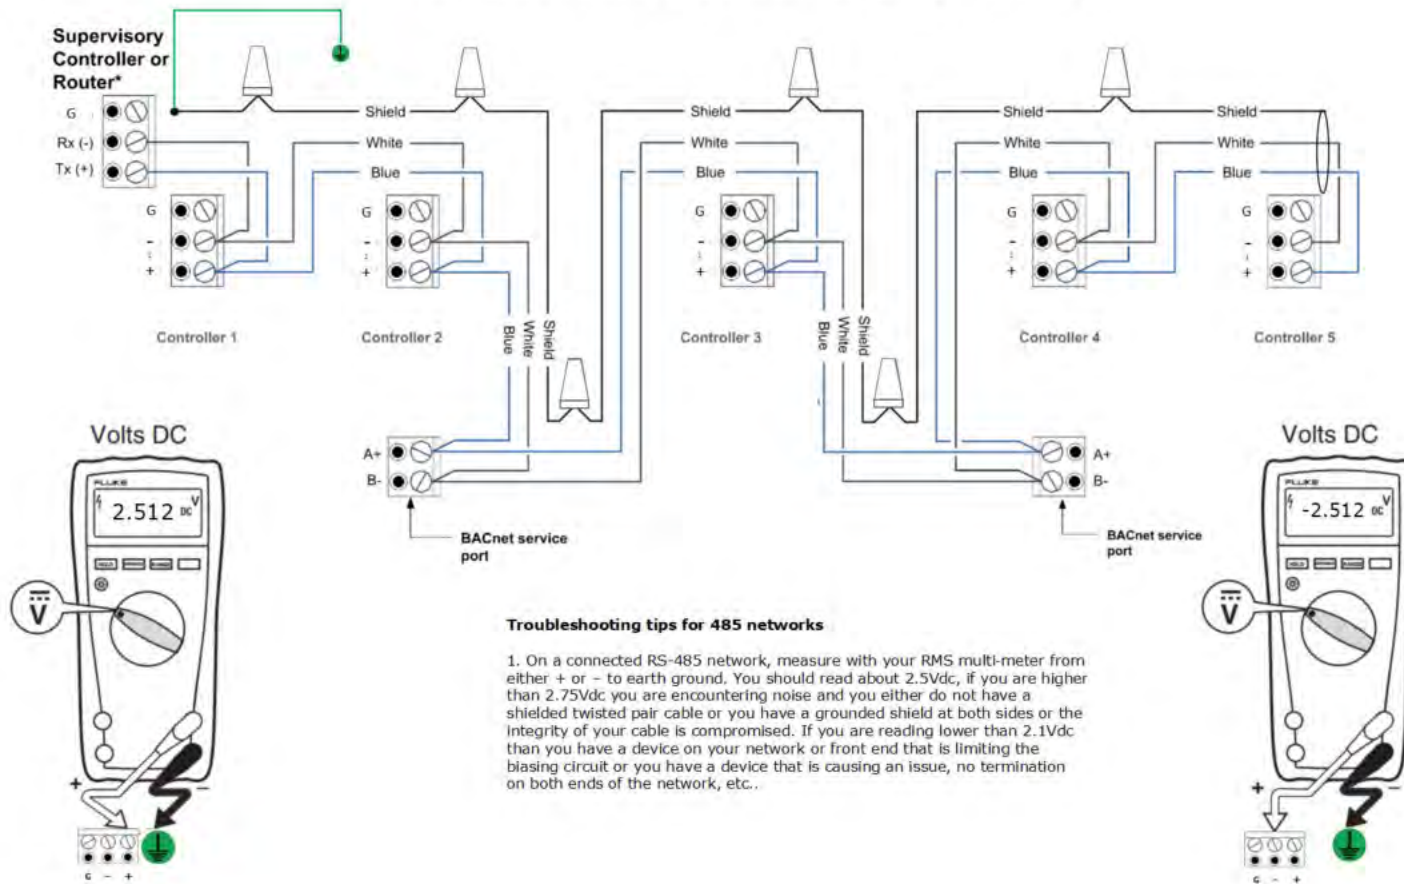 Supervisory
Controller or
Router*
G
Rx (-)
Tx (+)
Shield
Shield
Shield
Shield
White
White
White
White
Blue
Blue
Blue
Blue
G
-
+
G
-
+
G
-
+
G
-
+
G
-
+
Controller 1
Controller 2
Controller 3
Controller 4
Controller 5
Blue
White
Shield
Blue
White
Shield
A+
B-
BACnet service
port
A+
B-
BACnet service
port
Volts DC
FLUKE
2.512 DC V
HOLD
RANGE
V
+
-
G - +
Volts DC
FLUKE
-2.512 DC V
HOLD
RANGE
V
+
-
G - +
Troubleshooting tips for 485 networks
1. On a connected RS-485 network, measure with your RMS multi-meter from
either + or – to earth ground. You should read about 2.5Vdc, if you are higher
than 2.75Vdc you are encountering noise and you either do not have a
shielded twisted pair cable or you have a grounded shield at both sides or the
integrity of your cable is compromised. If you are reading lower than 2.1Vdc
than you have a device on your network or front end that is limiting the
biasing circuit or you have a device that is causing an issue, no termination
on both ends of the network, etc..